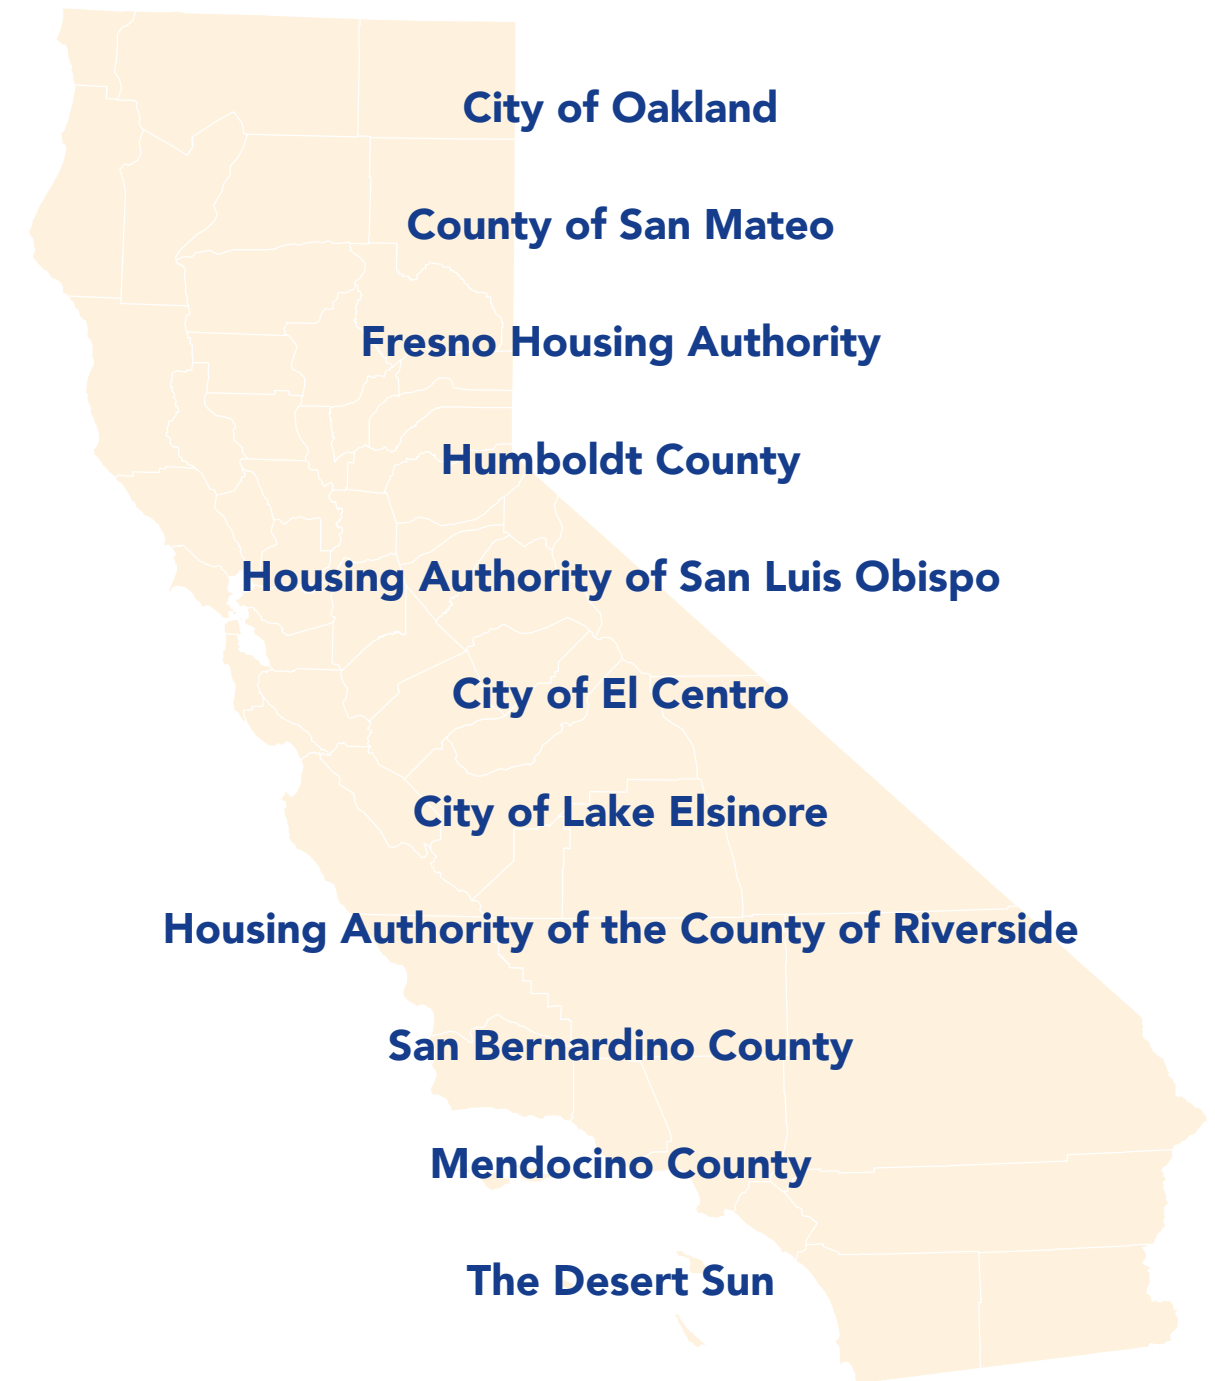 City of Oakland
County of San Mateo
Fresno Housing Authority
Humboldt County
Housing Authority of San Luis Obispo
City of El Centro
City of Lake Elsinore
Housing Authority of the County of Riverside
San Bernardino County
Mendocino County
The Desert Sun